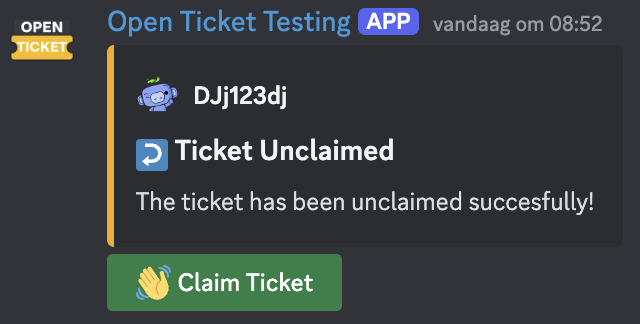 OPEN
TICKET
Open Ticket Testing APP vandaag om 08:52
DJj123dj
Ticket Unclaimed
The ticket has been unclaimed succesfully!
Claim Ticket